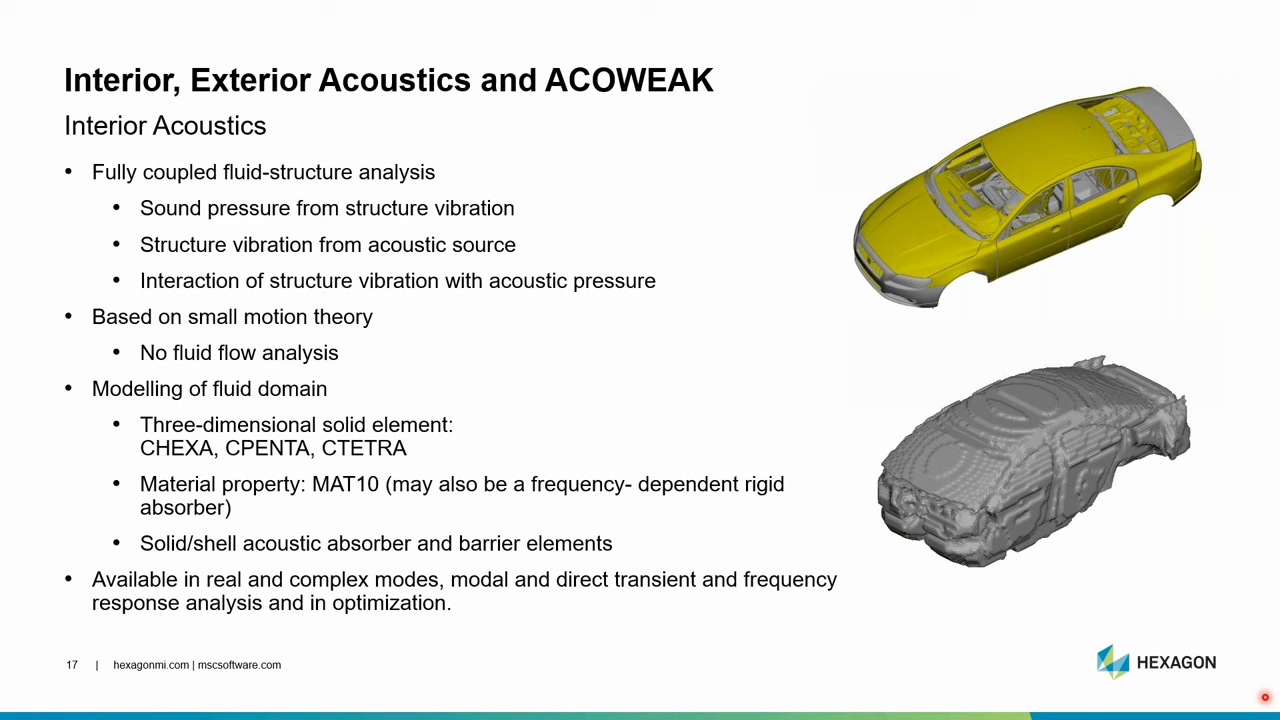 Interior, Exterior Acoustics and ACOWEAK
Interior Acoustics
• Fully coupled fluid-structure analysis
• Sound pressure from structure vibration
• Structure vibration from acoustic source
• Interaction of structure vibration with acoustic pressure
• Based on small motion theory
• No fluid flow analysis
• Modelling of fluid domain
• Three-dimensional solid element:
CHEXA, CPENTA, CTETRA
• Material property: MAT10 (may also be a frequency- dependent rigid
absorber)
• Solid/shell acoustic absorber and barrier elements
• Available in real and complex modes, modal and direct transient and frequency
response analysis and in optimization.
17 | hexagonmi.com | mscsoftware.com
HEXAGON